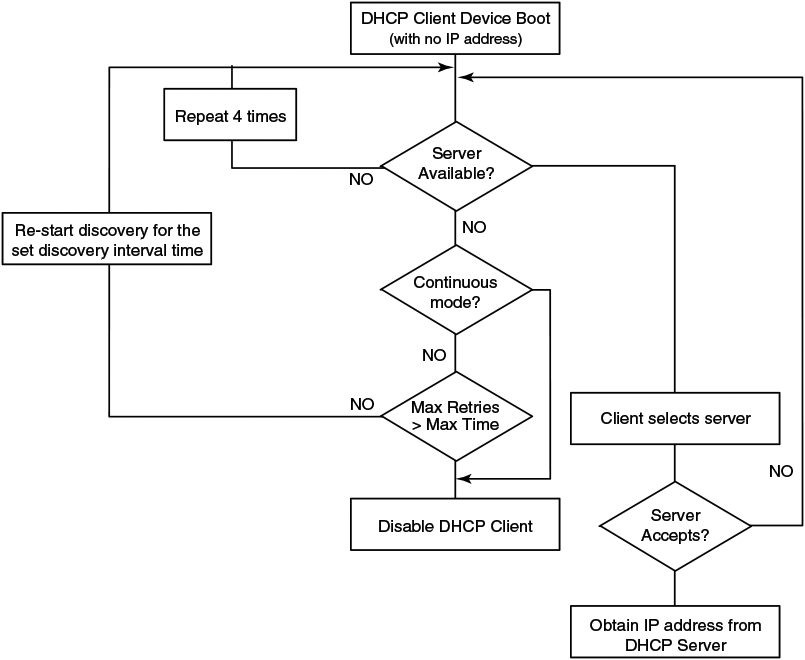 DHCP Client Device Boot
(with no IP address)
Repeat 4 times
Server
Available?
NO
Re-start discovery for the
set discovery interval time
NO
Continuous
mode?
NO
NO
Max Retries
> Max Time
Client selects server
NO
Disable DHCP Client
Server
Accepts?
Obtain IP address from
DHCP Server